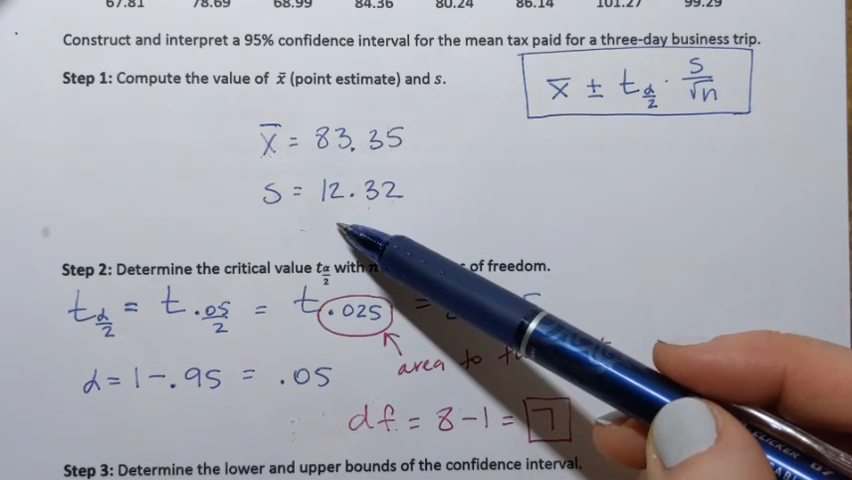 67.81 78.69 68.99 84.36 80.24 86.14 101.27 99.29
Construct and interpret a 95% confidence interval for the mean tax paid for a three-day business trip.
Step 1: Compute the value of x̄ (point estimate) and s.
x̄ ± t α/2 · s/√n
x̄ = 83.35
s = 12.32
Step 2: Determine the critical value t α/2 with n of freedom.
t α/2 = t .05/2 = t .025 =
area to
α = 1 - .95 = .05
df = 8 - 1 = 7
Step 3: Determine the lower and upper bounds of the confidence interval.